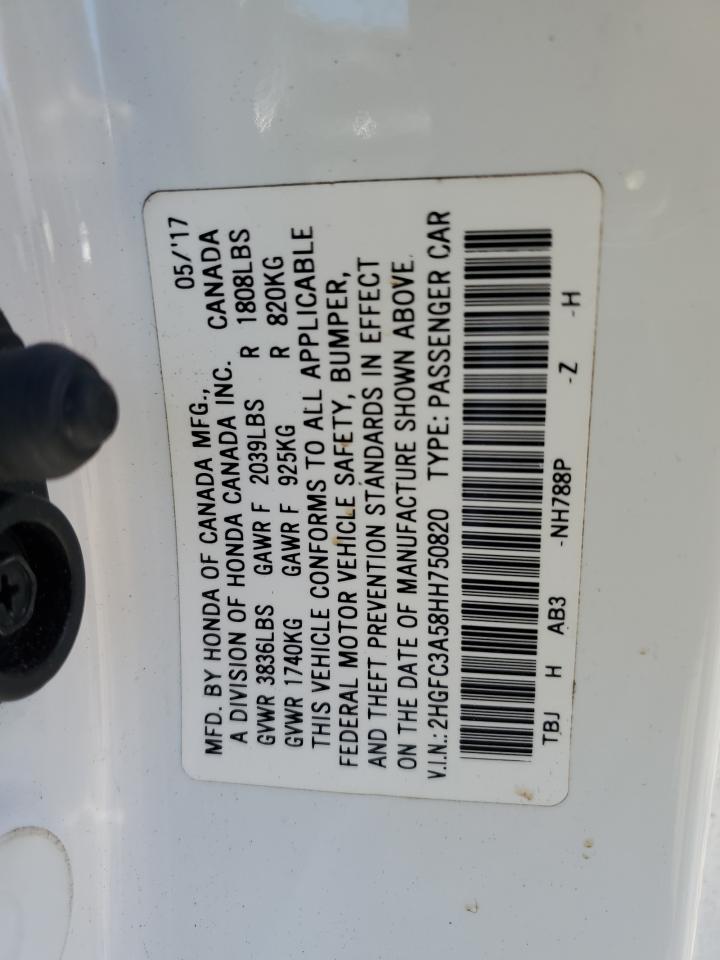 05/'17
MFD. BY HONDA OF CANADA MFG.,
A DIVISION OF HONDA CANADA INC. CANADA
GVWR 3836LBS GAWR F 2039LBS R 1808LBS
GVWR 1740KG GAWR F 925KG R 820KG
THIS VEHICLE CONFORMS TO ALL APPLICABLE
FEDERAL MOTOR VEHICLE SAFETY, BUMPER,
AND THEFT PREVENTION STANDARDS IN EFFECT
ON THE DATE OF MANUFACTURE SHOWN ABOVE.
V.I.N.: 2HGFC3A58HH750820 TYPE: PASSENGER CAR
TBJ H AB3 -NH788P -Z -H